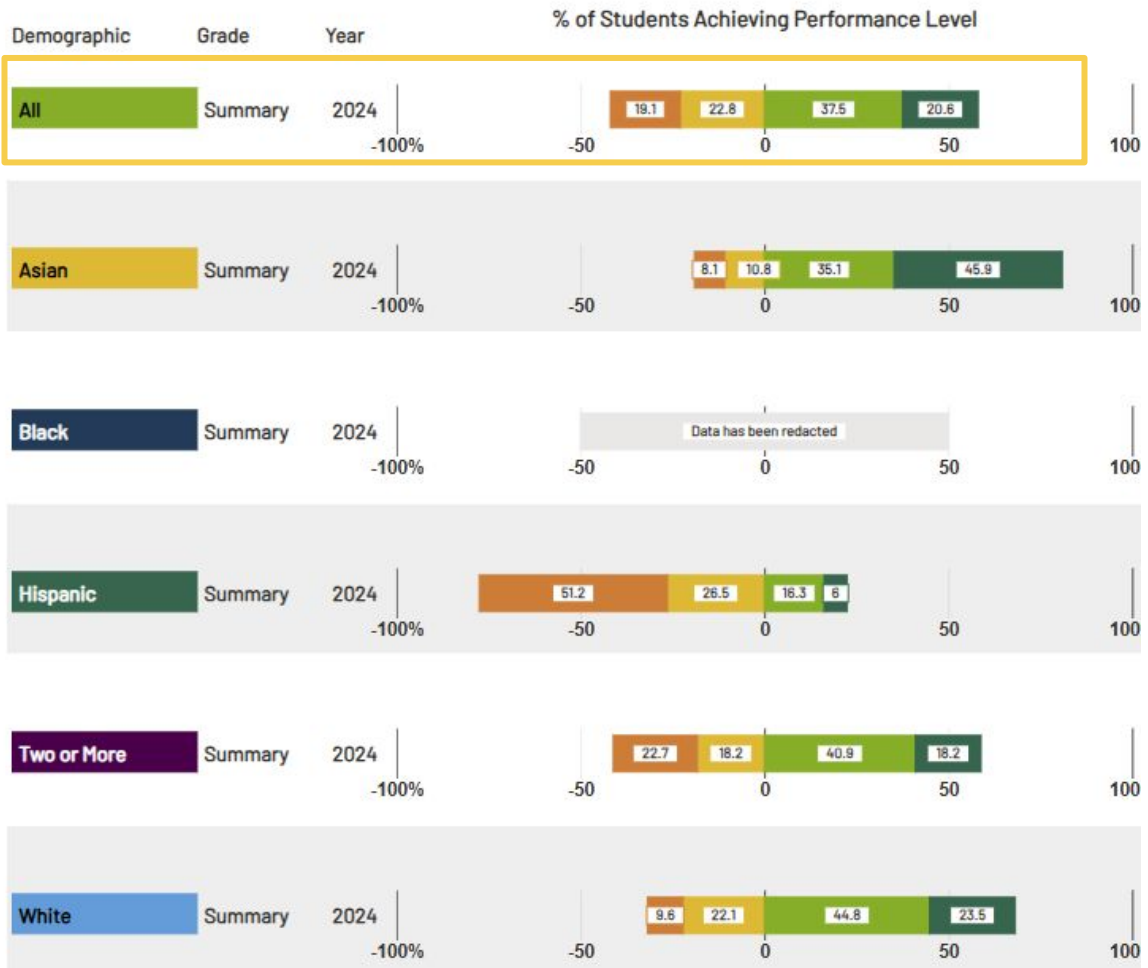 % of Students Achieving Performance Level
Demographic Grade Year
All Summary 2024 19.1 22.8 37.5 20.6
-100% -50 0 50 100
Asian Summary 2024 8.1 10.8 35.1 45.9
-100% -50 0 50 100
Black Summary 2024 Data has been redacted
-100% -50 0 50 100
Hispanic Summary 2024 51.2 26.5 16.3 6
-100% -50 0 50 100
Two or More Summary 2024 22.7 18.2 40.9 18.2
-100% -50 0 50 100
White Summary 2024 9.6 22.1 44.8 23.5
-100% -50 0 50 100